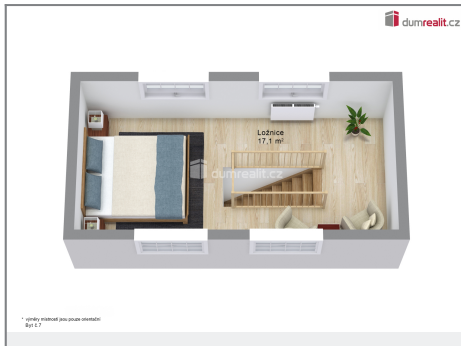 dumrealit.cz
Ložnice
17,1 m²
dumrealit.cz
* výměry místností jsou pouze orientační
Byt č.7